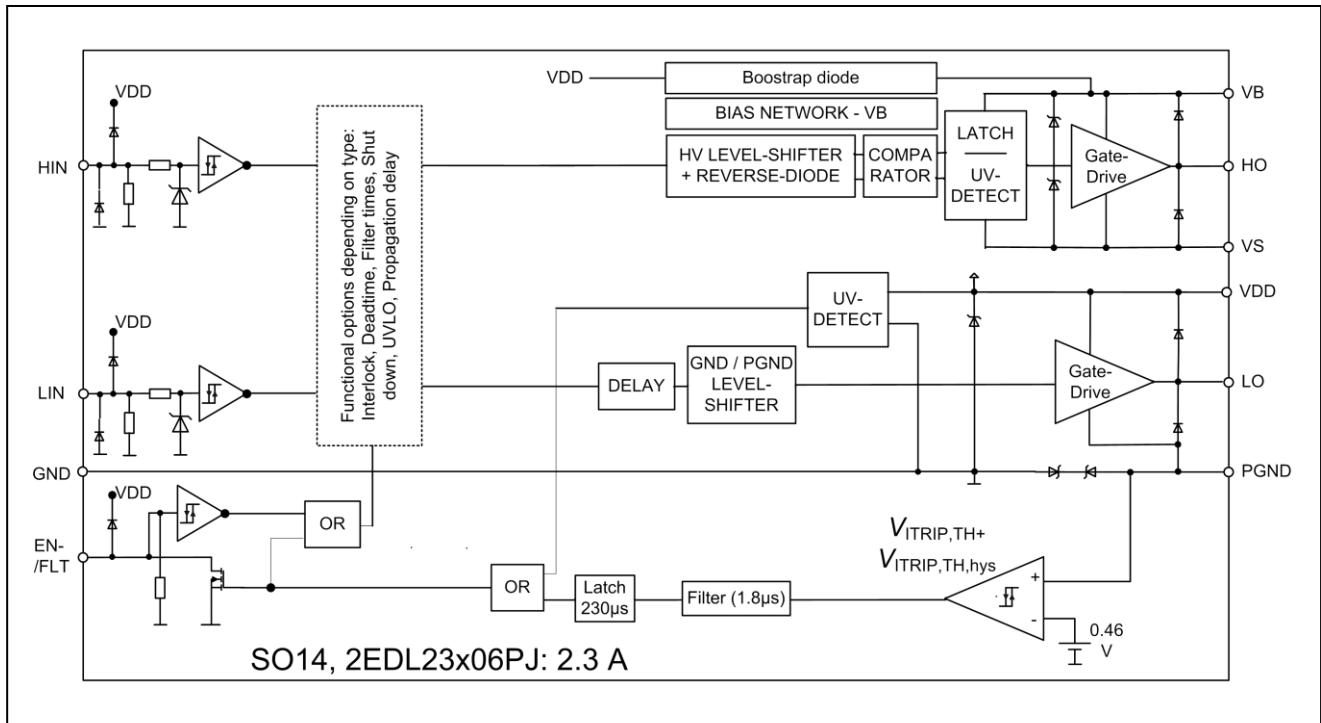 VDD
Boostrap diode
VDD
VB
BIAS NETWORK - VB
HIN
Functional options depending on type:
Interlock, Deadtime, Filter times, Shut
down, UVLO, Propagation delay
HV LEVEL-SHIFTER
+ REVERSE-DIODE
COMPA
RATOR
LATCH
UV-
DETECT
Gate-
Drive
HO
VS
VDD
UV-
DETECT
VDD
LIN
DELAY
GND / PGND
LEVEL-
SHIFTER
Gate-
Drive
LO
GND
PGND
VDD
EN-
/FLT
OR
OR
Latch
230µs
Filter (1.8µs)
VITRIP,TH+
VITRIP,TH,hys
+
-
0.46
V
SO14, 2EDL23x06PJ: 2.3 A